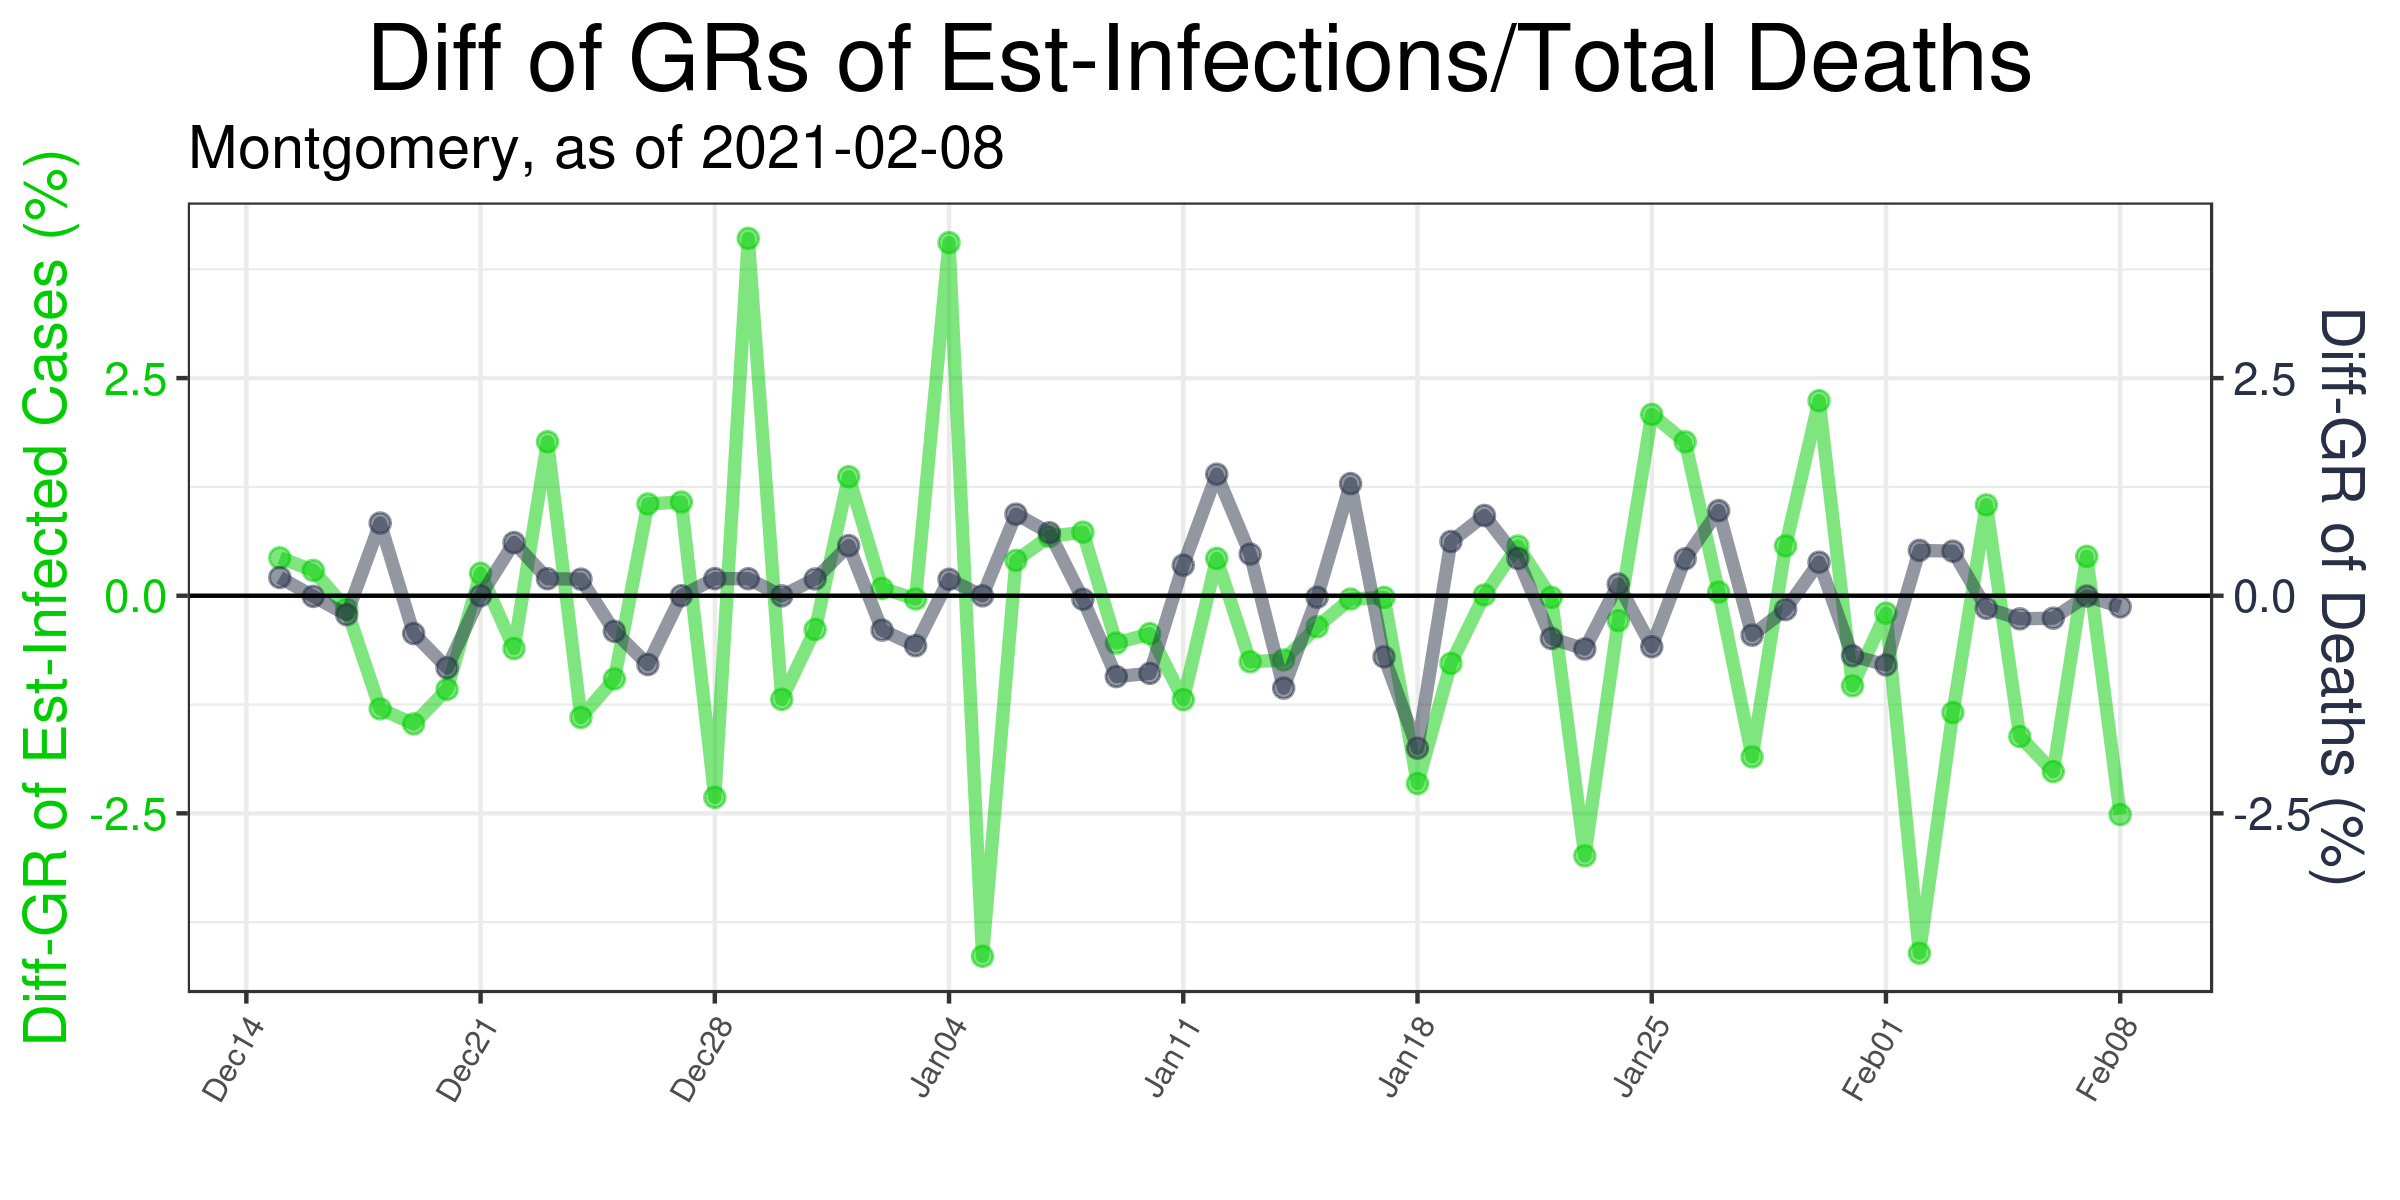 Diff of GRs of Est-Infections/Total Deaths
Montgomery, as of 2021-02-08
Diff-GR of Est-Infected Cases (%)
2.5
0.0
-2.5
2.5
0.0
-2.5
Diff-GR of Deaths (%)
Dec14
Dec21
Dec28
Jan04
Jan11
Jan18
Jan25
Feb01
Feb08